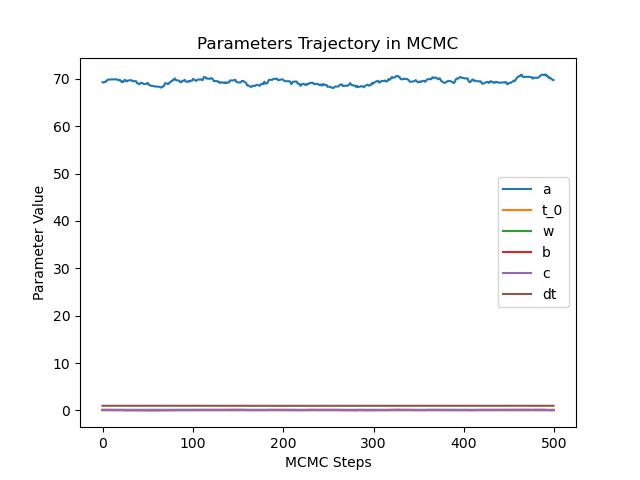 Parameters Trajectory in MCMC
70
60
50
40
30
20
10
0
Parameter Value
a
t_0
w
b
c
dt
0 100 200 300 400 500
MCMC Steps